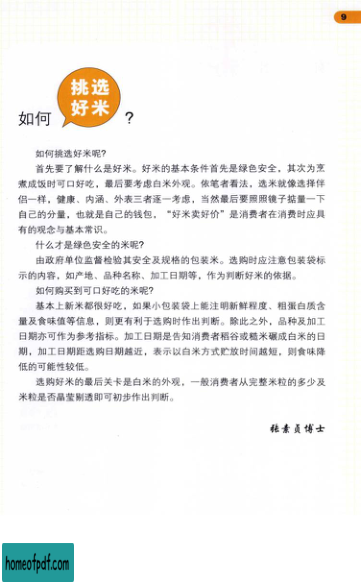 9
如何
挑选
好米
?
如何挑选好米呢?
首先要了解什么是好米。好米的基本条件首先是绿色安全,其次为烹
煮成饭时可口好吃,最后要考虑白米外观。依笔者看法,选米就像选择伴
侣一样,健康、内涵、外表三者逐一考虑,当然最后要照照镜子掂量一下
自己的分量,也就是自己的钱包,“好米卖好价”是消费者在消费时应具
有的观念与基本常识。
什么才是绿色安全的米呢?
由政府单位监督检验其安全及规格的包装米。选购时应注意包装袋标
示的内容,如产地、品种名称、加工日期等,作为判断好米的依据。
如何购买到可口好吃的米呢?
基本上新米都很好吃,如果小包装袋上能注明新鲜程度、粗蛋白质含
量及食味值等信息,则更有利于选购时作出判断。除此之外,品种及加工
日期亦可作为参考指标。加工日期是告知消费者稻谷或糙米碾成白米的日
期,加工日期距选购日期越近,表示以白米方式贮放时间越短,则食味降
低的可能性较低。
选购好米的最后关卡是白米的外观,一般消费者从完整米粒的多少及
米粒是否晶莹剔透即可初步作出判断。
张素贞博士
homeofpdf.com